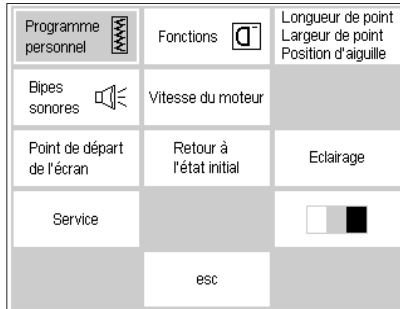 Programme
personnel
Fonctions
Longueur de point
Largeur de point
Position d'aiguille
Bipes
sonores
Vitesse du moteur
Point de départ
de l'écran
Retour à
l'état initial
Eclairage
Service
esc